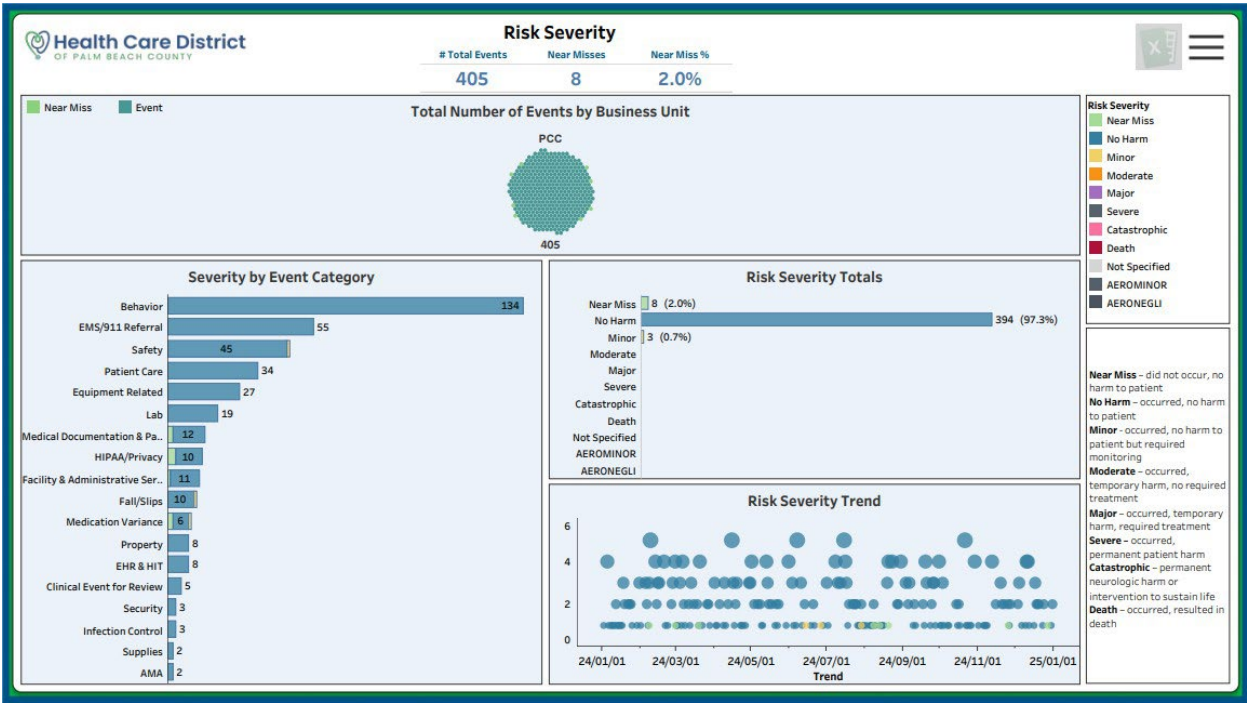 Health Care District
OF PALM BEACH COUNTY
Risk Severity
# Total Events Near Misses Near Miss %
405 8 2.0%
Near Miss Event
Total Number of Events by Business Unit
PCC
405
Risk Severity
Near Miss
No Harm
Minor
Moderate
Major
Severe
Catastrophic
Death
Not Specified
AEROMINOR
AERONEGLI
Severity by Event Category
Behavior 134
EMS/911 Referral 55
Safety 45
Patient Care 34
Equipment Related 27
Lab 19
Medical Documentation & Pa.. 12
HIPAA/Privacy 10
Facility & Administrative Ser.. 11
Fall/Slips 10
Medication Variance 6
Property 8
EHR & HIT 8
Clinical Event for Review 5
Security 3
Infection Control 3
Supplies 2
AMA 2
Risk Severity Totals
Near Miss 8 (2.0%)
No Harm 394 (97.3%)
Minor 3 (0.7%)
Moderate
Major
Severe
Catastrophic
Death
Not Specified
AEROMINOR
AERONEGLI
Risk Severity Trend
6
4
2
0
24/01/01 24/03/01 24/05/01 24/07/01 24/09/01 24/11/01 25/01/01
Trend
Near Miss – did not occur, no
harm to patient
No Harm – occurred, no harm
to patient
Minor - occurred, no harm to
patient but required
monitoring
Moderate – occurred,
temporary harm, no required
treatment
Major – occurred, temporary
harm, required treatment
Severe – occurred,
permanent patient harm
Catastrophic – permanent
neurologic harm or
intervention to sustain life
Death – occurred, resulted in
death